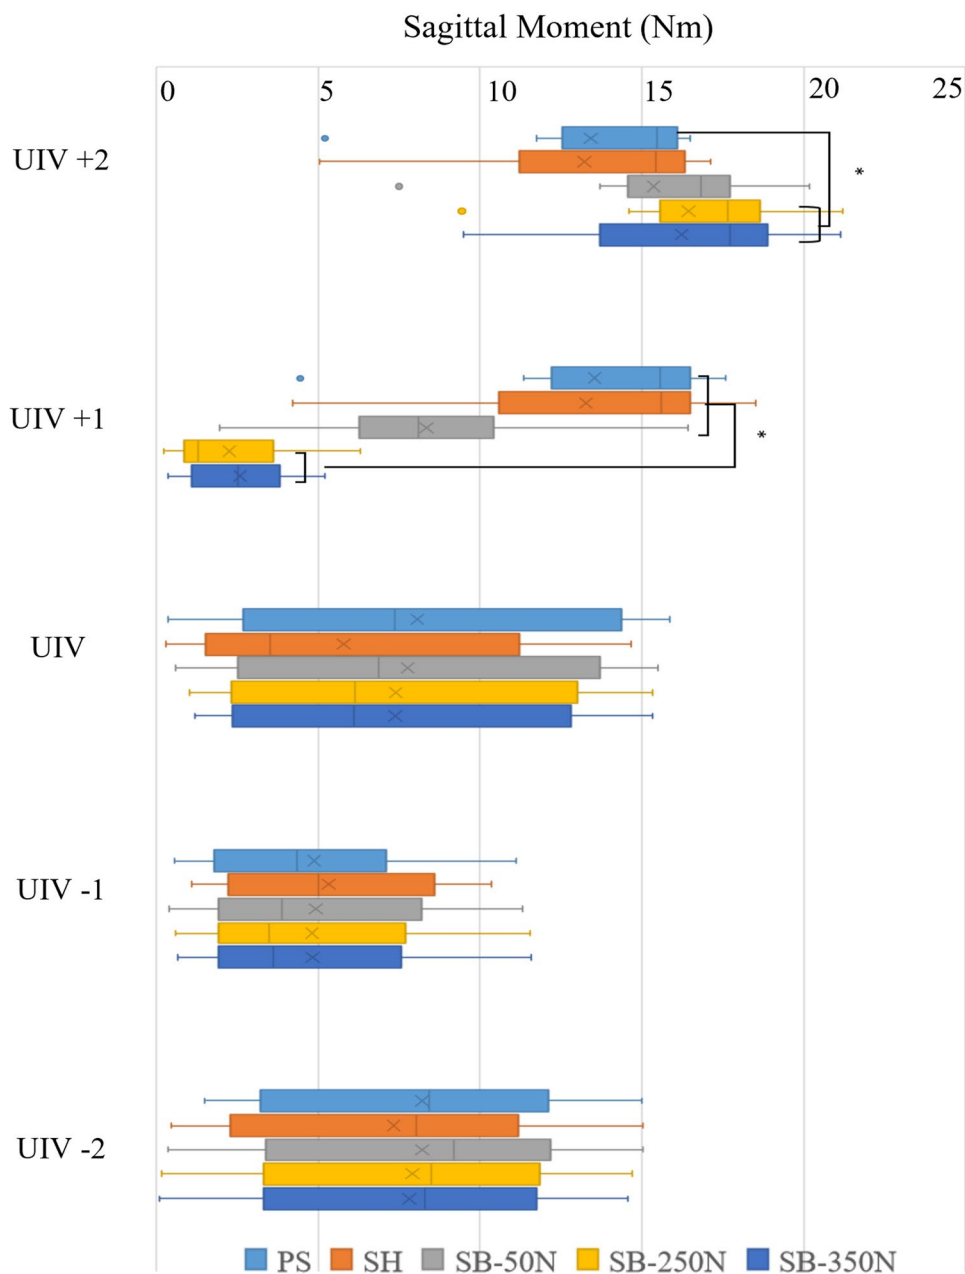 Sagittal Moment (Nm)
0 5 10 15 20 25
UIV +2
*
UIV +1
*
UIV
UIV -1
UIV -2
PS SH SB-50N SB-250N SB-350N